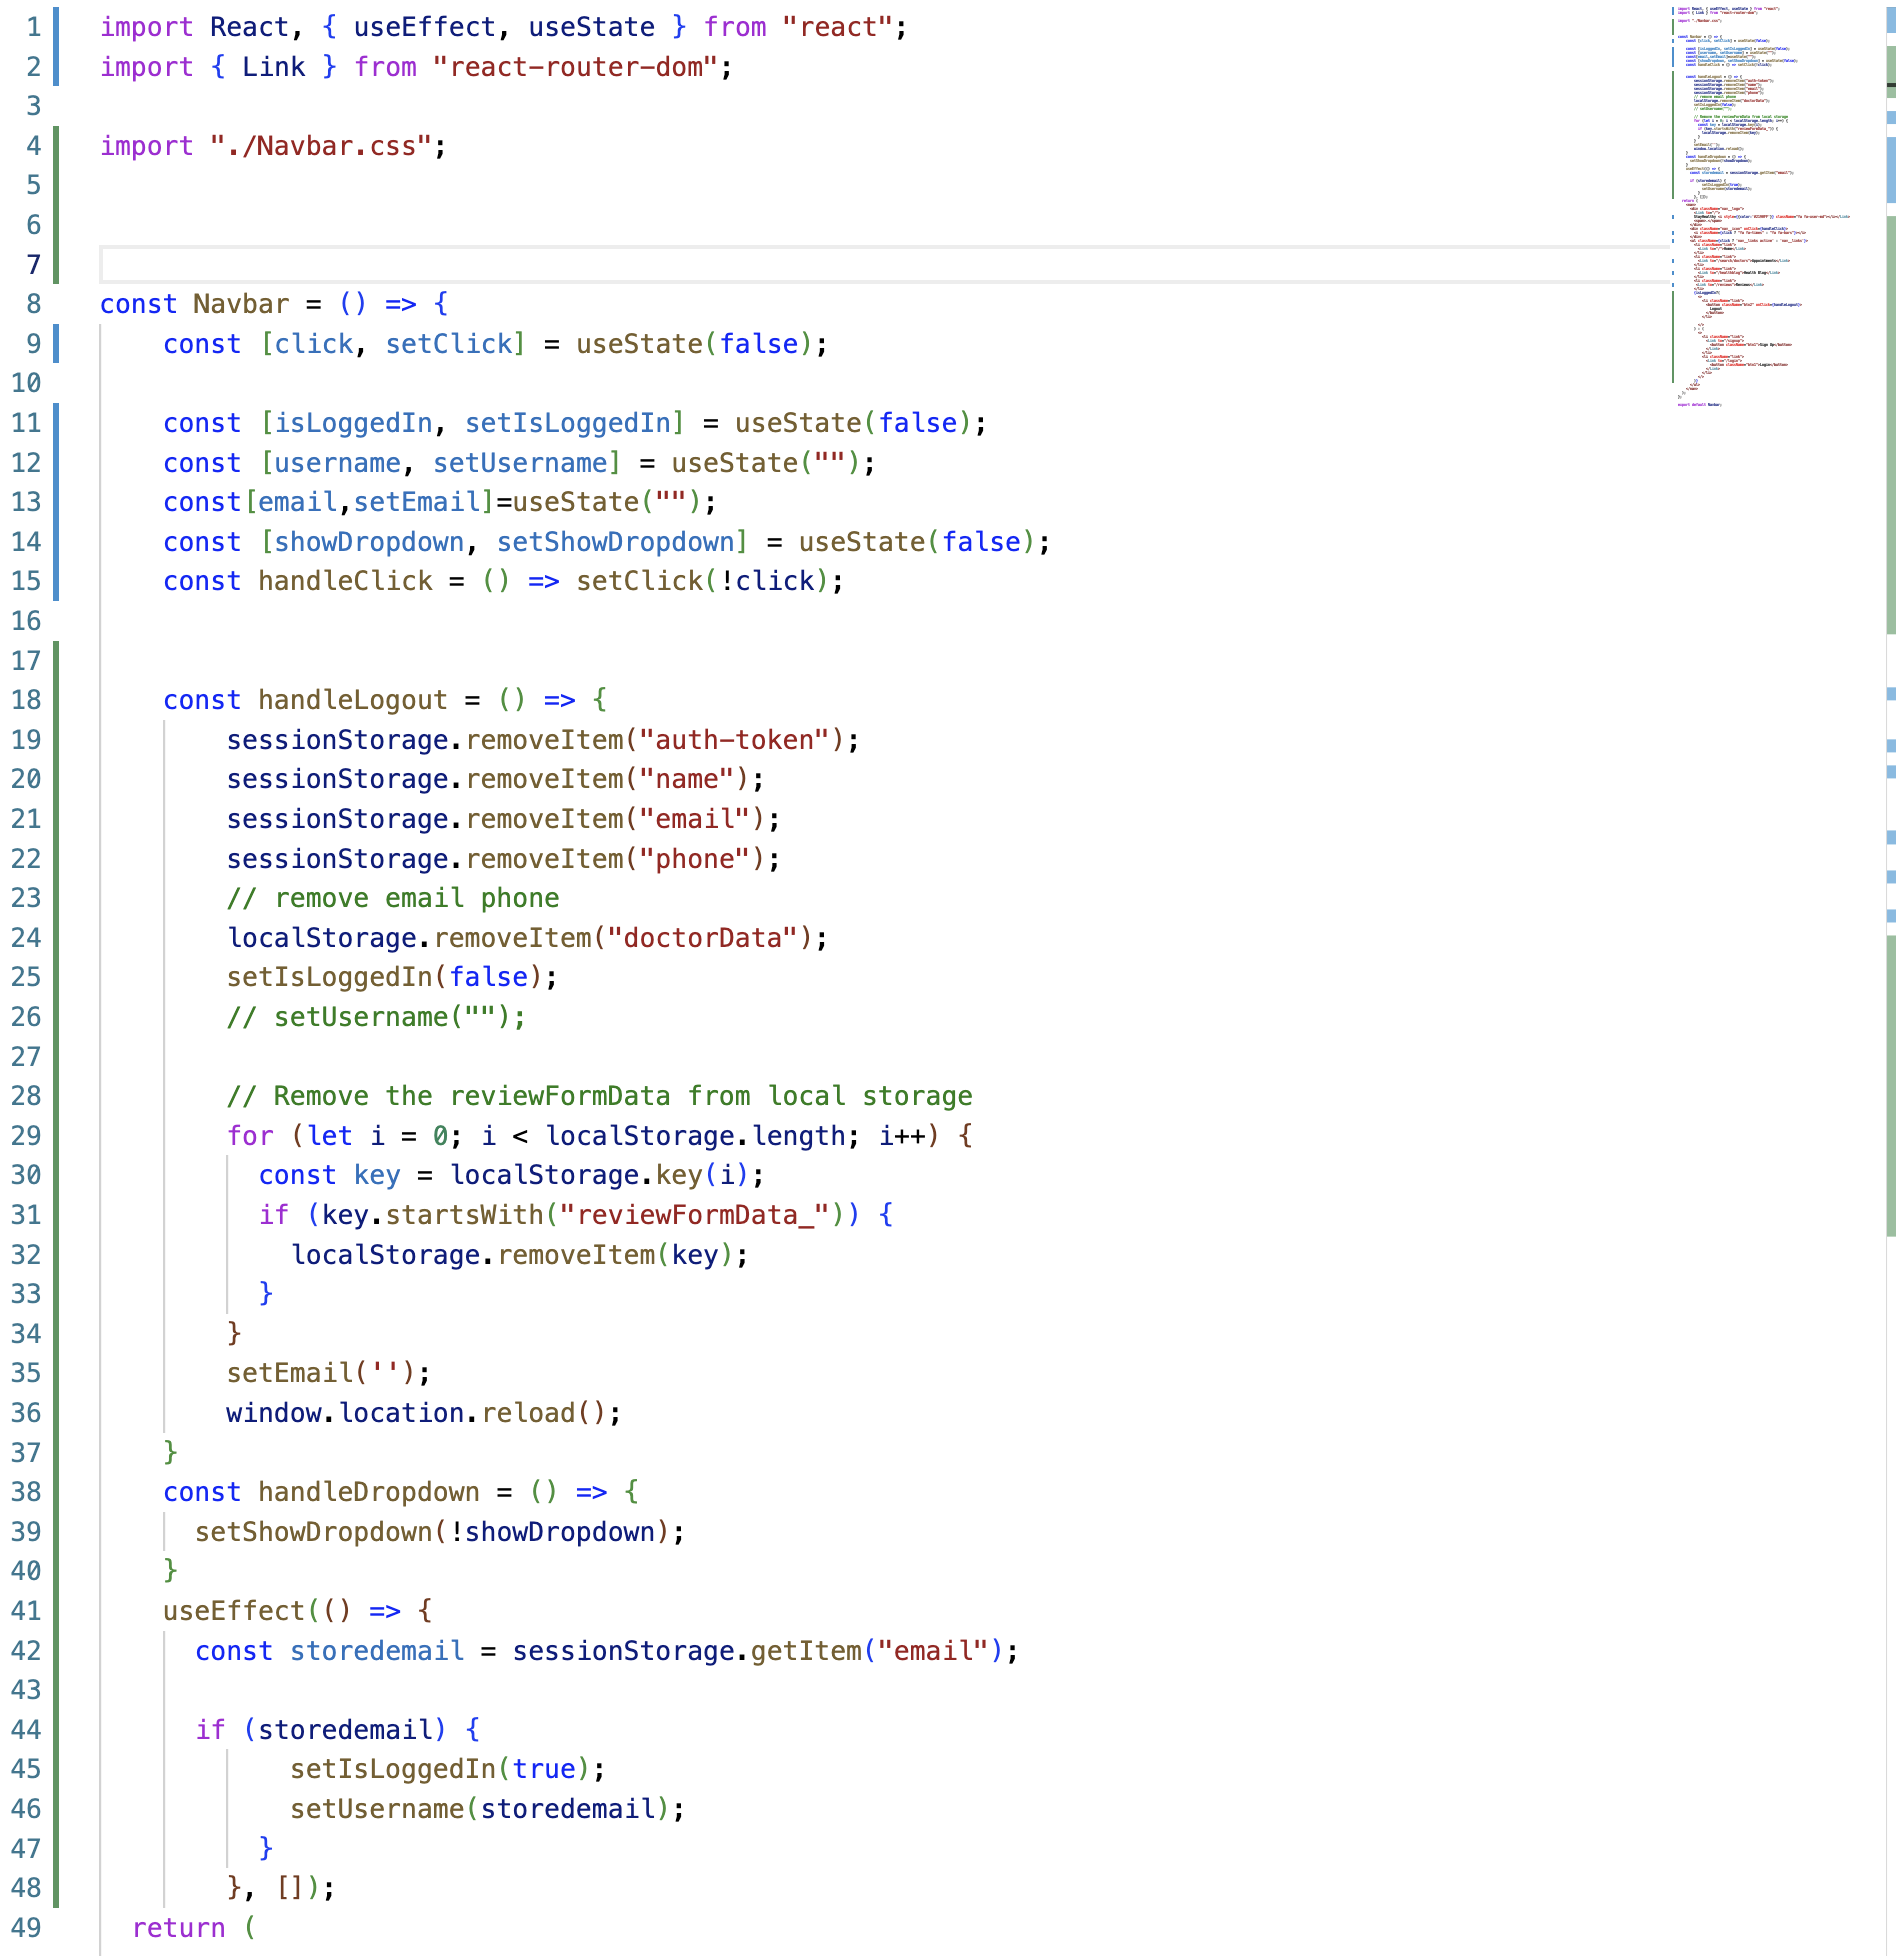 1 import React, { useEffect, useState } from "react";
2 import { Link } from "react-router-dom";
3
4 import "./Navbar.css";
5
6
7
8 const Navbar = () => {
9     const [click, setClick] = useState(false);
10
11     const [isLoggedIn, setIsLoggedIn] = useState(false);
12     const [username, setUsername] = useState("");
13     const[email,setEmail]=useState("");
14     const [showDropdown, setShowDropdown] = useState(false);
15     const handleClick = () => setClick(!click);
16
17
18     const handleLogout = () => {
19         sessionStorage.removeItem("auth-token");
20         sessionStorage.removeItem("name");
21         sessionStorage.removeItem("email");
22         sessionStorage.removeItem("phone");
23         // remove email phone
24         localStorage.removeItem("doctorData");
25         setIsLoggedIn(false);
26         // setUsername("");
27
28         // Remove the reviewFormData from local storage
29         for (let i = 0; i < localStorage.length; i++) {
30           const key = localStorage.key(i);
31           if (key.startsWith("reviewFormData_")) {
32             localStorage.removeItem(key);
33           }
34         }
35         setEmail('');
36         window.location.reload();
37     }
38     const handleDropdown = () => {
39       setShowDropdown(!showDropdown);
40     }
41     useEffect(() => {
42       const storedemail = sessionStorage.getItem("email");
43
44       if (storedemail) {
45             setIsLoggedIn(true);
46             setUsername(storedemail);
47           }
48         }, []);
49   return (